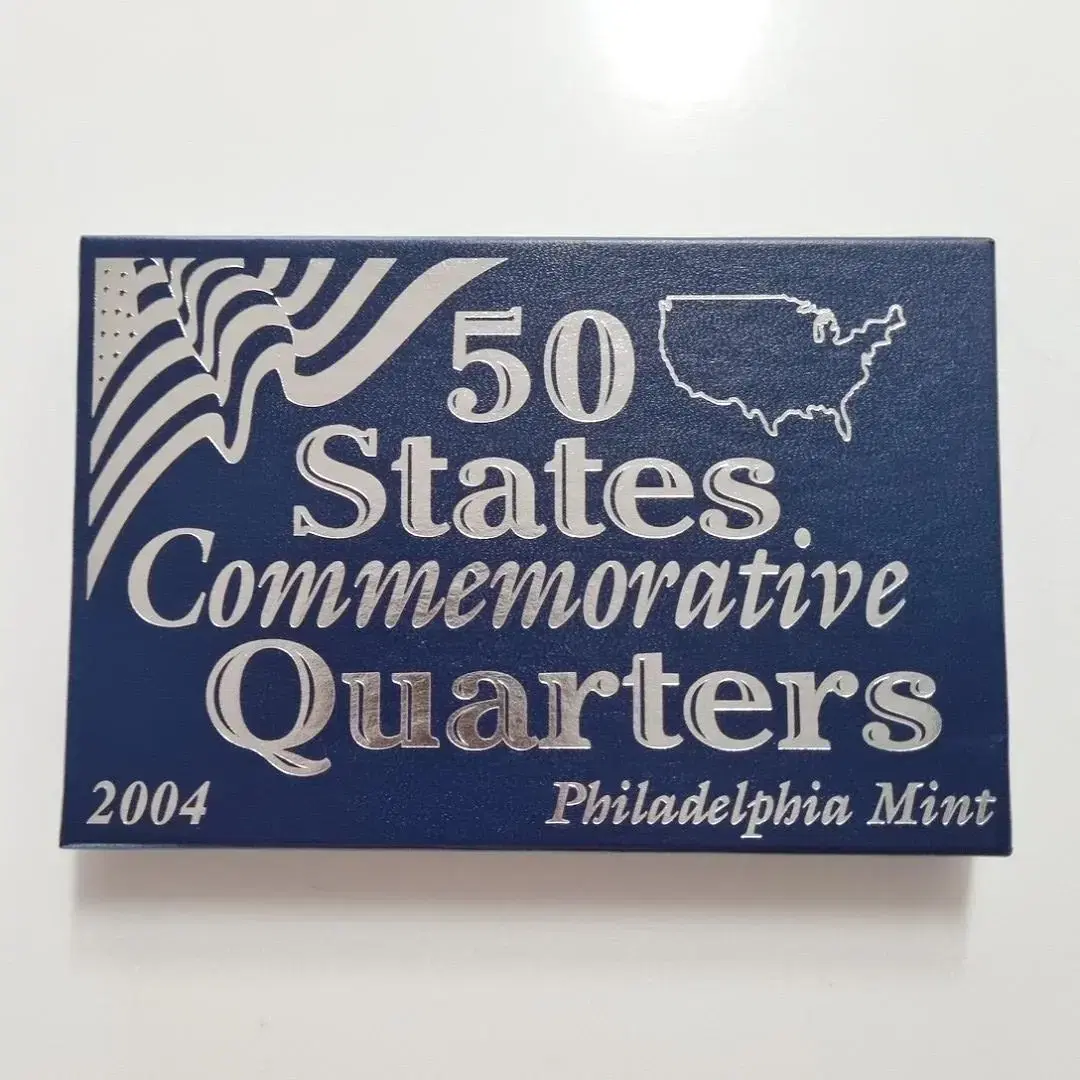 50
States
Commemorative
Quarters
2004 Philadelphia Mint